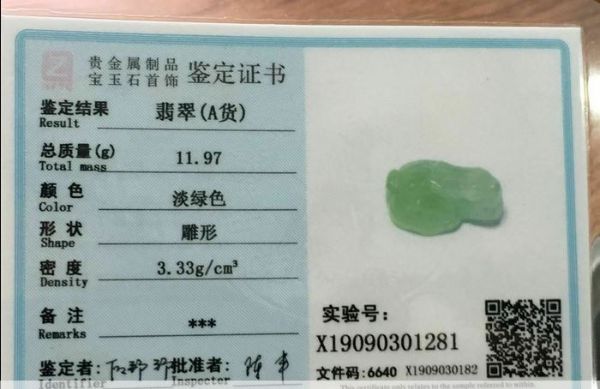 贵金属制品
宝玉石首饰 鉴定证书
鉴定结果 翡翠(A货)
Result
总质量(g) 11.97
Total mass
颜色 淡绿色
Color
形状 雕形
Shape
密度 3.33g/cm³
Density
备注 ***
Remarks
鉴定者: 批准者:
Identifier Inspector
实验号:
X19090301281
文件码: 6640 X1909030182